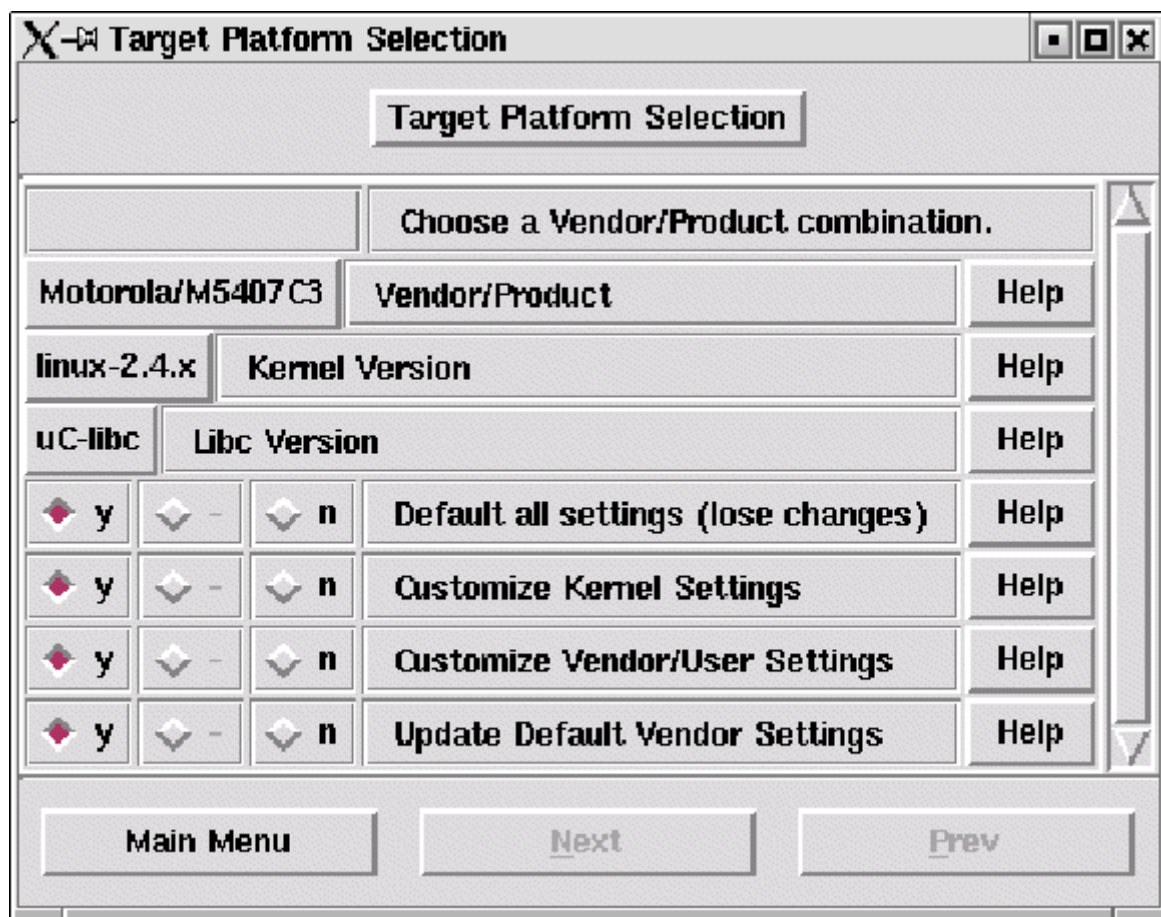 Target Platform Selection
Target Platform Selection
Choose a Vendor/Product combination.
Motorola/M5407C3 Vendor/Product Help
linux-2.4.x Kernel Version Help
uC-libc Libc Version Help
y - n Default all settings (lose changes) Help
y - n Customize Kernel Settings Help
y - n Customize Vendor/User Settings Help
y - n Update Default Vendor Settings Help
Main Menu Next Prev